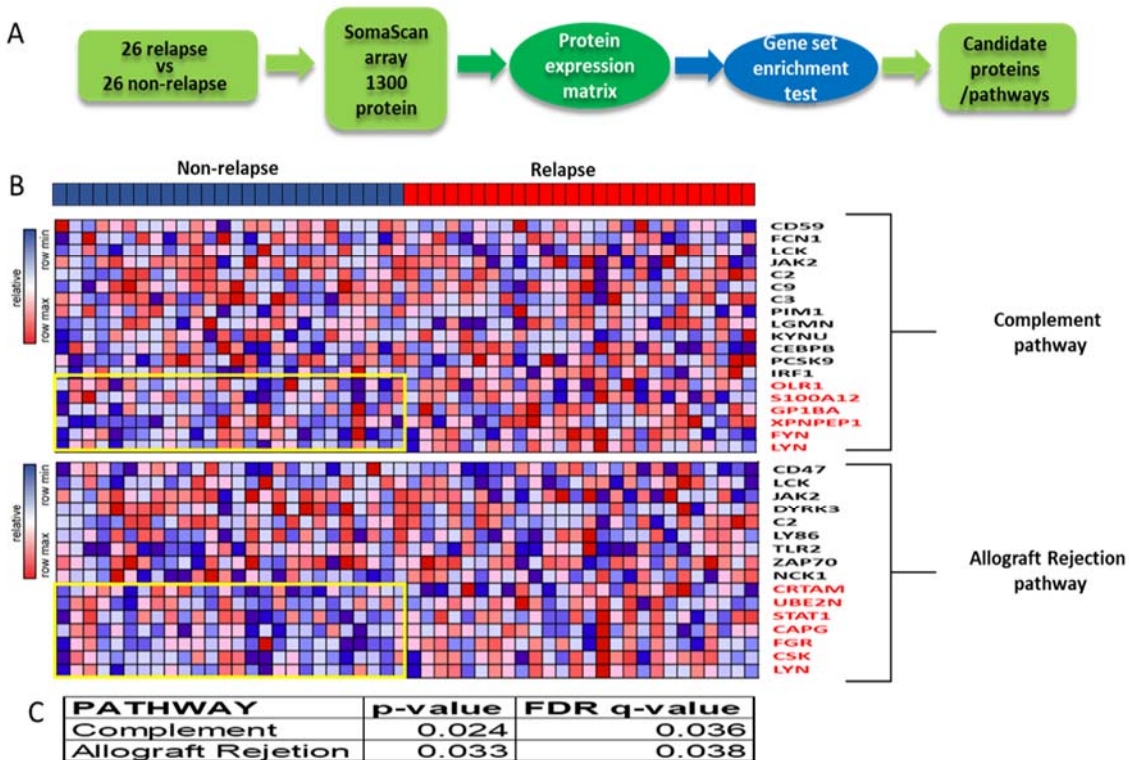 A
26 relapse
vs
26 non-relapse
SomaScan
array
1300
protein
Protein
expression
matrix
Gene set
enrichment
test
Candidate
proteins
/pathways
B
Non-relapse
Relapse
relative
row min
row max
CD59
FCN1
LCK
JAK2
C2
C9
C3
PIM1
LGMN
KYNU
CEBPB
PCSK9
IRF1
OLR1
S100A12
GP1BA
XPNPEP1
FYN
LYN
Complement
pathway
relative
row min
row max
CD47
LCK
JAK2
DYRK3
C2
LY86
TLR2
ZAP70
NCK1
CRTAM
UBE2N
STAT1
CAPG
FGR
CSK
LYN
Allograft Rejection
pathway
C
PATHWAY p-value FDR q-value
Complement 0.024 0.036
Allograft Rejetion 0.033 0.038